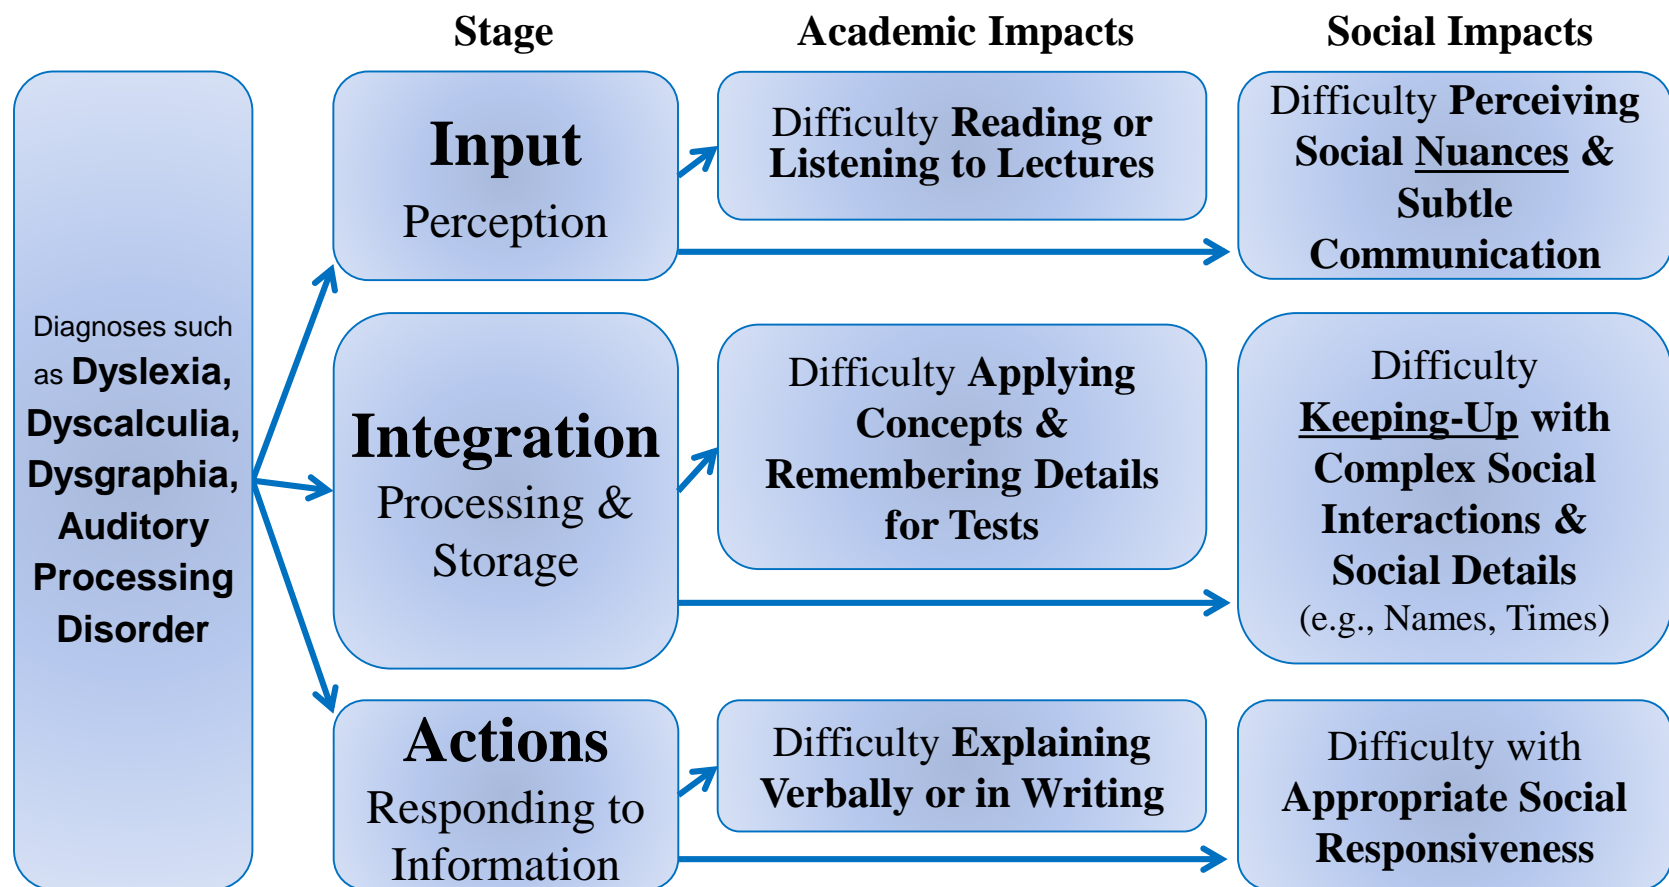 Stage
Academic Impacts
Social Impacts
Diagnoses such
as Dyslexia,
Dyscalculia,
Dysgraphia,
Auditory
Processing
Disorder
Input
Perception
Difficulty Reading or
Listening to Lectures
Difficulty Perceiving
Social Nuances &
Subtle
Communication
Integration
Processing &
Storage
Difficulty Applying
Concepts &
Remembering Details
for Tests
Difficulty
Keeping-Up with
Complex Social
Interactions &
Social Details
(e.g., Names, Times)
Actions
Responding to
Information
Difficulty Explaining
Verbally or in Writing
Difficulty with
Appropriate Social
Responsiveness